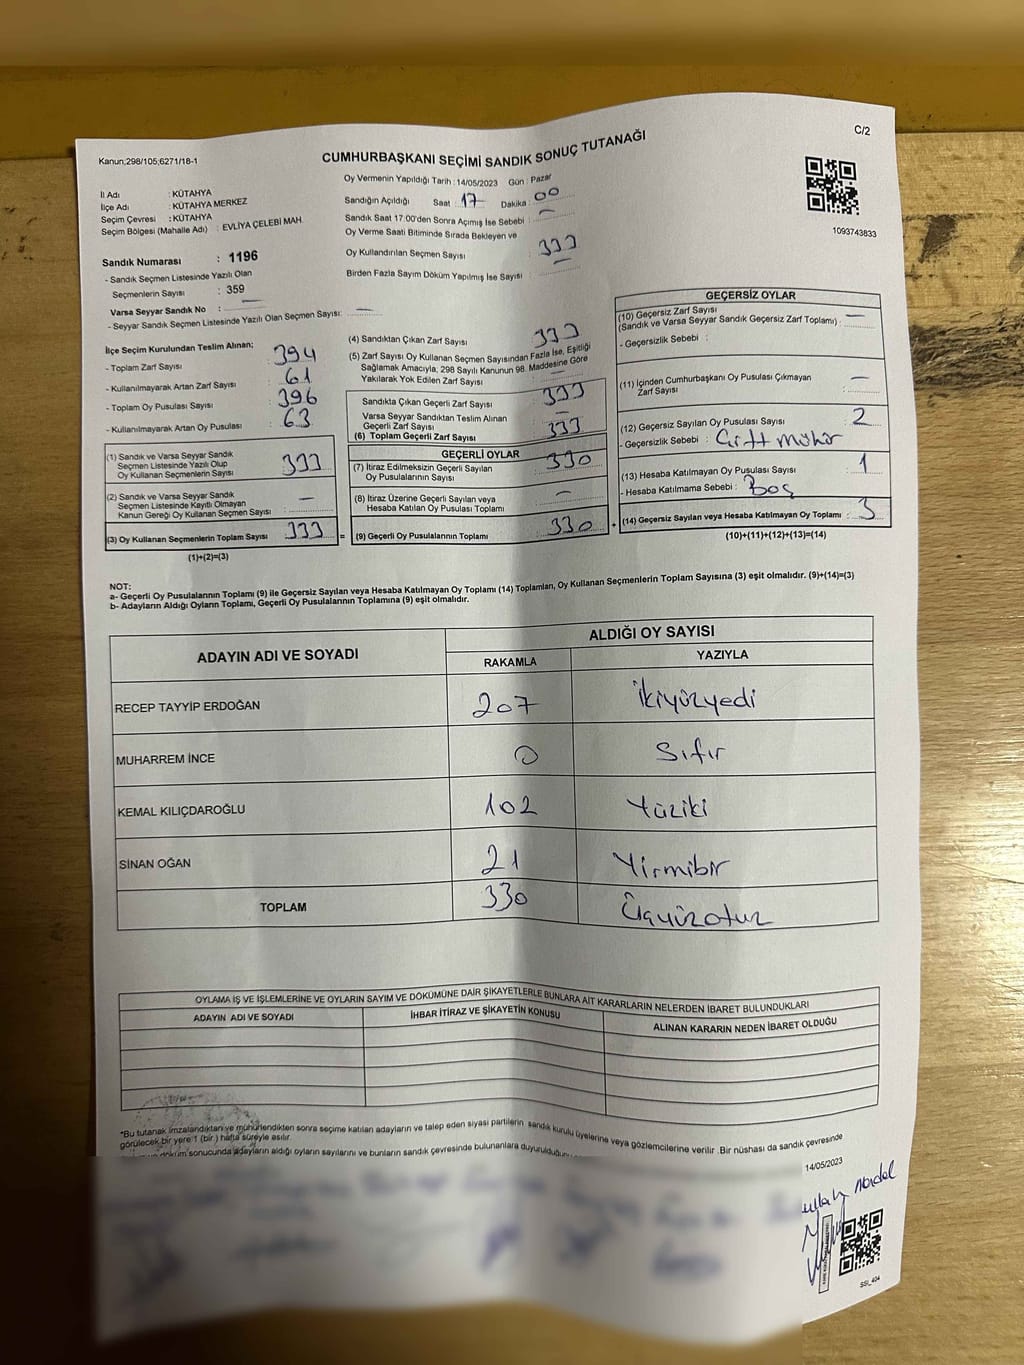 C/2
Kanun;298/105;6271/18-1
CUMHURBAŞKANI SEÇİMİ SANDIK SONUÇ TUTANAĞI
1093743833
İl Adı : KÜTAHYA
İlçe Adı : KÜTAHYA MERKEZ
Seçim Çevresi : KÜTAHYA
Seçim Bölgesi (Mahalle Adı) : EVLİYA ÇELEBİ MAH.
Sandık Numarası : 1196
- Sandık Seçmen Listesinde Yazılı Olan
Seçmenlerin Sayısı : 359
Varsa Seyyar Sandık No : —
- Seyyar Sandık Seçmen Listesinde Yazılı Olan Seçmen Sayısı: —
Oy Vermenin Yapıldığı Tarih : 14/05/2023 Gün : Pazar
Sandığın Açıldığı Saat 17 Dakika : 00
Sandık Saat 17:00'den Sonra Açımış İse Sebebi : —
Oy Verme Saati Bitiminde Sırada Bekleyen ve
Oy Kullandırılan Seçmen Sayısı : 333
Birden Fazla Sayım Döküm Yapılmış İse Sayısı : —
İlçe Seçim Kurulundan Teslim Alınan;
- Toplam Zarf Sayısı : 394
- Kullanılmayarak Artan Zarf Sayısı : 61
- Toplam Oy Pusulası Sayısı : 396
- Kullanılmayarak Artan Oy Pusulası : 63
(1) Sandık ve Varsa Seyyar Sandık
Seçmen Listesinde Yazılı Olup
Oy Kullanan Seçmenlerin Sayısı : 333
(2) Sandık ve Varsa Seyyar Sandık
Seçmen Listesinde Kayıtlı Olmayan
Kanun Gereği Oy Kullanan Seçmen Sayısı : —
(3) Oy Kullanan Seçmenlerin Toplam Sayısı : 333 =
(1)+(2)=(3)
(4) Sandıktan Çıkan Zarf Sayısı : 333
(5) Zarf Sayısı Oy Kullanan Seçmen Sayısından Fazla İse, Eşitliği
Sağlamak Amacıyla, 298 Sayılı Kanunun 98. Maddesine Göre
Yakılarak Yok Edilen Zarf Sayısı : —
Sandıkta Çıkan Geçerli Zarf Sayısı : 333
Varsa Seyyar Sandıktan Teslim Alınan
Geçerli Zarf Sayısı : —
(6) Toplam Geçerli Zarf Sayısı : 333
GEÇERLİ OYLAR
(7) İtiraz Edilmeksizin Geçerli Sayılan
Oy Pusulalarının Sayısı : 330
(8) İtiraz Üzerine Geçerli Sayılan veya
Hesaba Katılan Oy Pusulası Toplamı : —
(9) Geçerli Oy Pusulalarının Toplamı : 330 +
GEÇERSİZ OYLAR
(10) Geçersiz Zarf Sayısı
(Sandık ve Varsa Seyyar Sandık Geçersiz Zarf Toplamı) : —
- Geçersizlik Sebebi :
(11) İçinden Cumhurbaşkanı Oy Pusulası Çıkmayan
Zarf Sayısı : —
(12) Geçersiz Sayılan Oy Pusulası Sayısı : 2
- Geçersizlik Sebebi : Çift mühür
(13) Hesaba Katılmayan Oy Pusulası Sayısı : 1
- Hesaba Katılmama Sebebi : Boş
(14) Geçersiz Sayılan veya Hesaba Katılmayan Oy Toplamı : 3
(10)+(11)+(12)+(13)=(14)
NOT:
a- Geçerli Oy Pusulalarının Toplamı (9) ile Geçersiz Sayılan veya Hesaba Katılmayan Oy Toplamı (14) Toplamları, Oy Kullanan Seçmenlerin Toplam Sayısına (3) eşit olmalıdır. (9)+(14)=(3)
b- Adayların Aldığı Oyların Toplamı, Geçerli Oy Pusulalarının Toplamına (9) eşit olmalıdır.
ADAYIN ADI VE SOYADI
ALDIĞI OY SAYISI
RAKAMLA YAZIYLA
RECEP TAYYİP ERDOĞAN 207 İkiyüzyedi
MUHARREM İNCE 0 Sıfır
KEMAL KILIÇDAROĞLU 102 Yüziki
SİNAN OĞAN 21 Yirmibir
TOPLAM 330 Üçyüzotuz
OYLAMA İŞ VE İŞLEMLERİNE VE OYLARIN SAYIM VE DÖKÜMÜNE DAİR ŞİKAYETLERLE BUNLARA AİT KARARLARIN NELERDEN İBARET BULUNDUKLARI
ADAYIN ADI VE SOYADI İHBAR İTİRAZ VE ŞİKAYETİN KONUSU ALINAN KARARIN NEDEN İBARET OLDUĞU
*Bu tutanak imzalandıktan ve mühürlendikten sonra seçime katılan adayların ve talep eden siyasi partilerin sandık kurulu üyelerine veya gözlemcilerine verilir .Bir nüshası da sandık çevresinde
görülecek bir yere 1 (bir ) hafta süreyle asılır.
döküm sonucunda adayların aldığı oyların sayılarını ve bunların sandık çevresinde bulunanlara duyurulduğunu
14/05/2023
SSİ_404